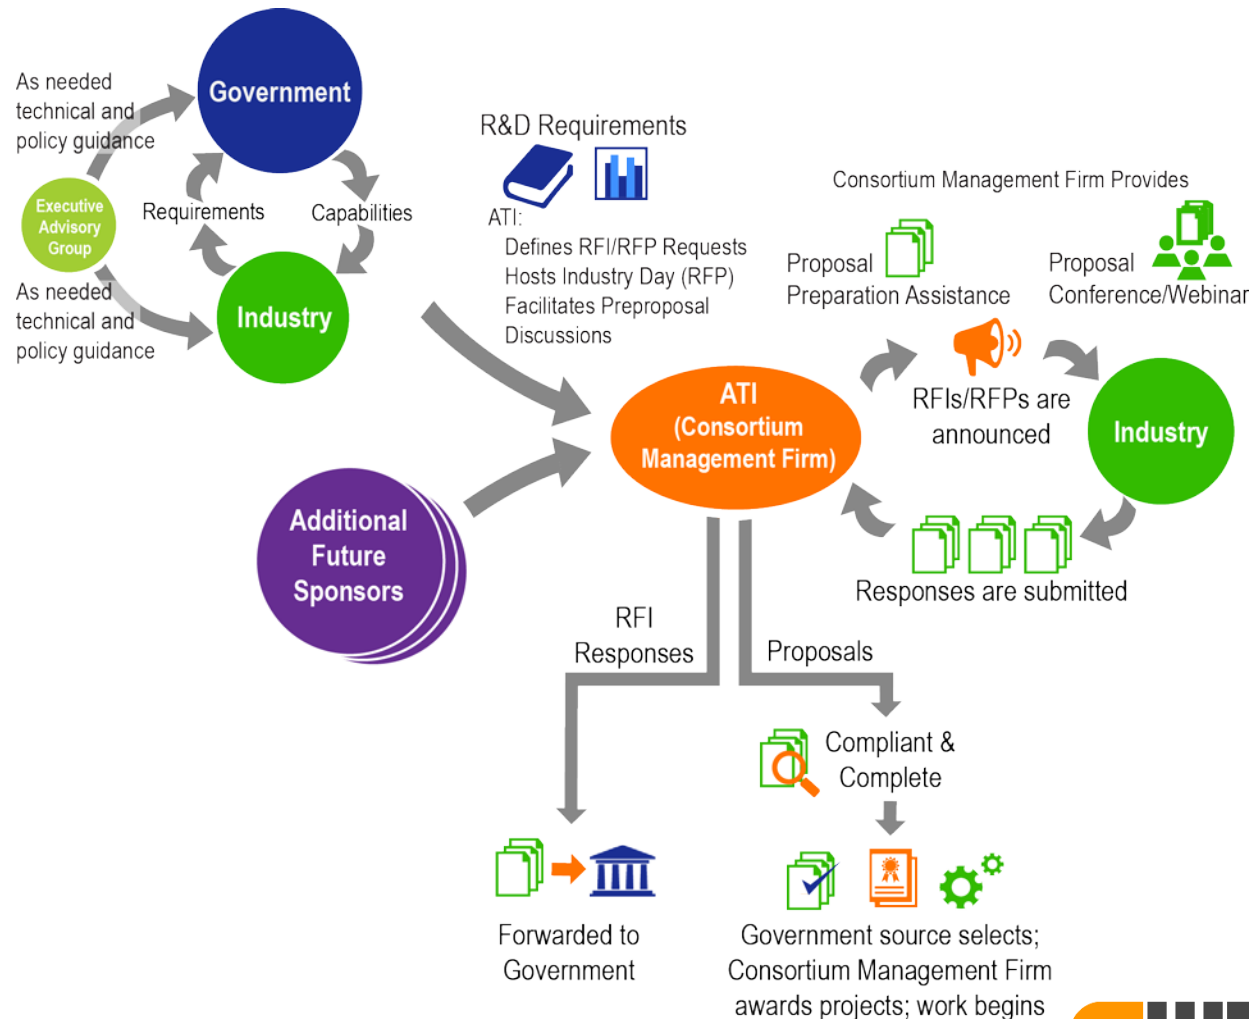 As needed
technical and
policy guidance
Government
Executive
Advisory
Group
Requirements
Capabilities
As needed
technical and
policy guidance
Industry
R&D Requirements
ATI:
Defines RFI/RFP Requests
Hosts Industry Day (RFP)
Facilitates Preproposal
Discussions
Consortium Management Firm Provides
Proposal
Preparation Assistance
Proposal
Conference/Webinar
ATI
(Consortium
Management Firm)
RFIs/RFPs are
announced
Industry
Responses are submitted
Additional
Future
Sponsors
RFI
Responses
Proposals
Compliant &
Complete
Forwarded to
Government
Government source selects;
Consortium Management Firm
awards projects; work begins